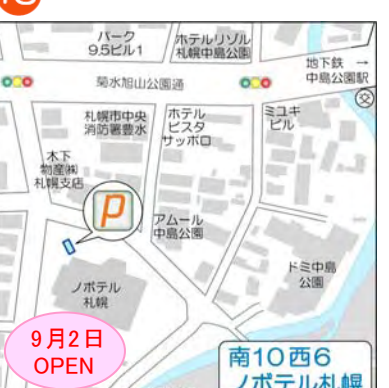 パーク
9.5ビル1
ホテルリソル
札幌中島公園
地下鉄 →
中島公園駅
菊水旭山公園通
札幌市中央
消防署豊水
ホテル
ビスタ
サッポロ
ミユキ
ビル
交
木下
物産㈱
札幌支店
P
アムール
中島公園
ドミ中島
公園
ノボテル
札幌
9月2日
OPEN
南10西6
ノボテル札幌